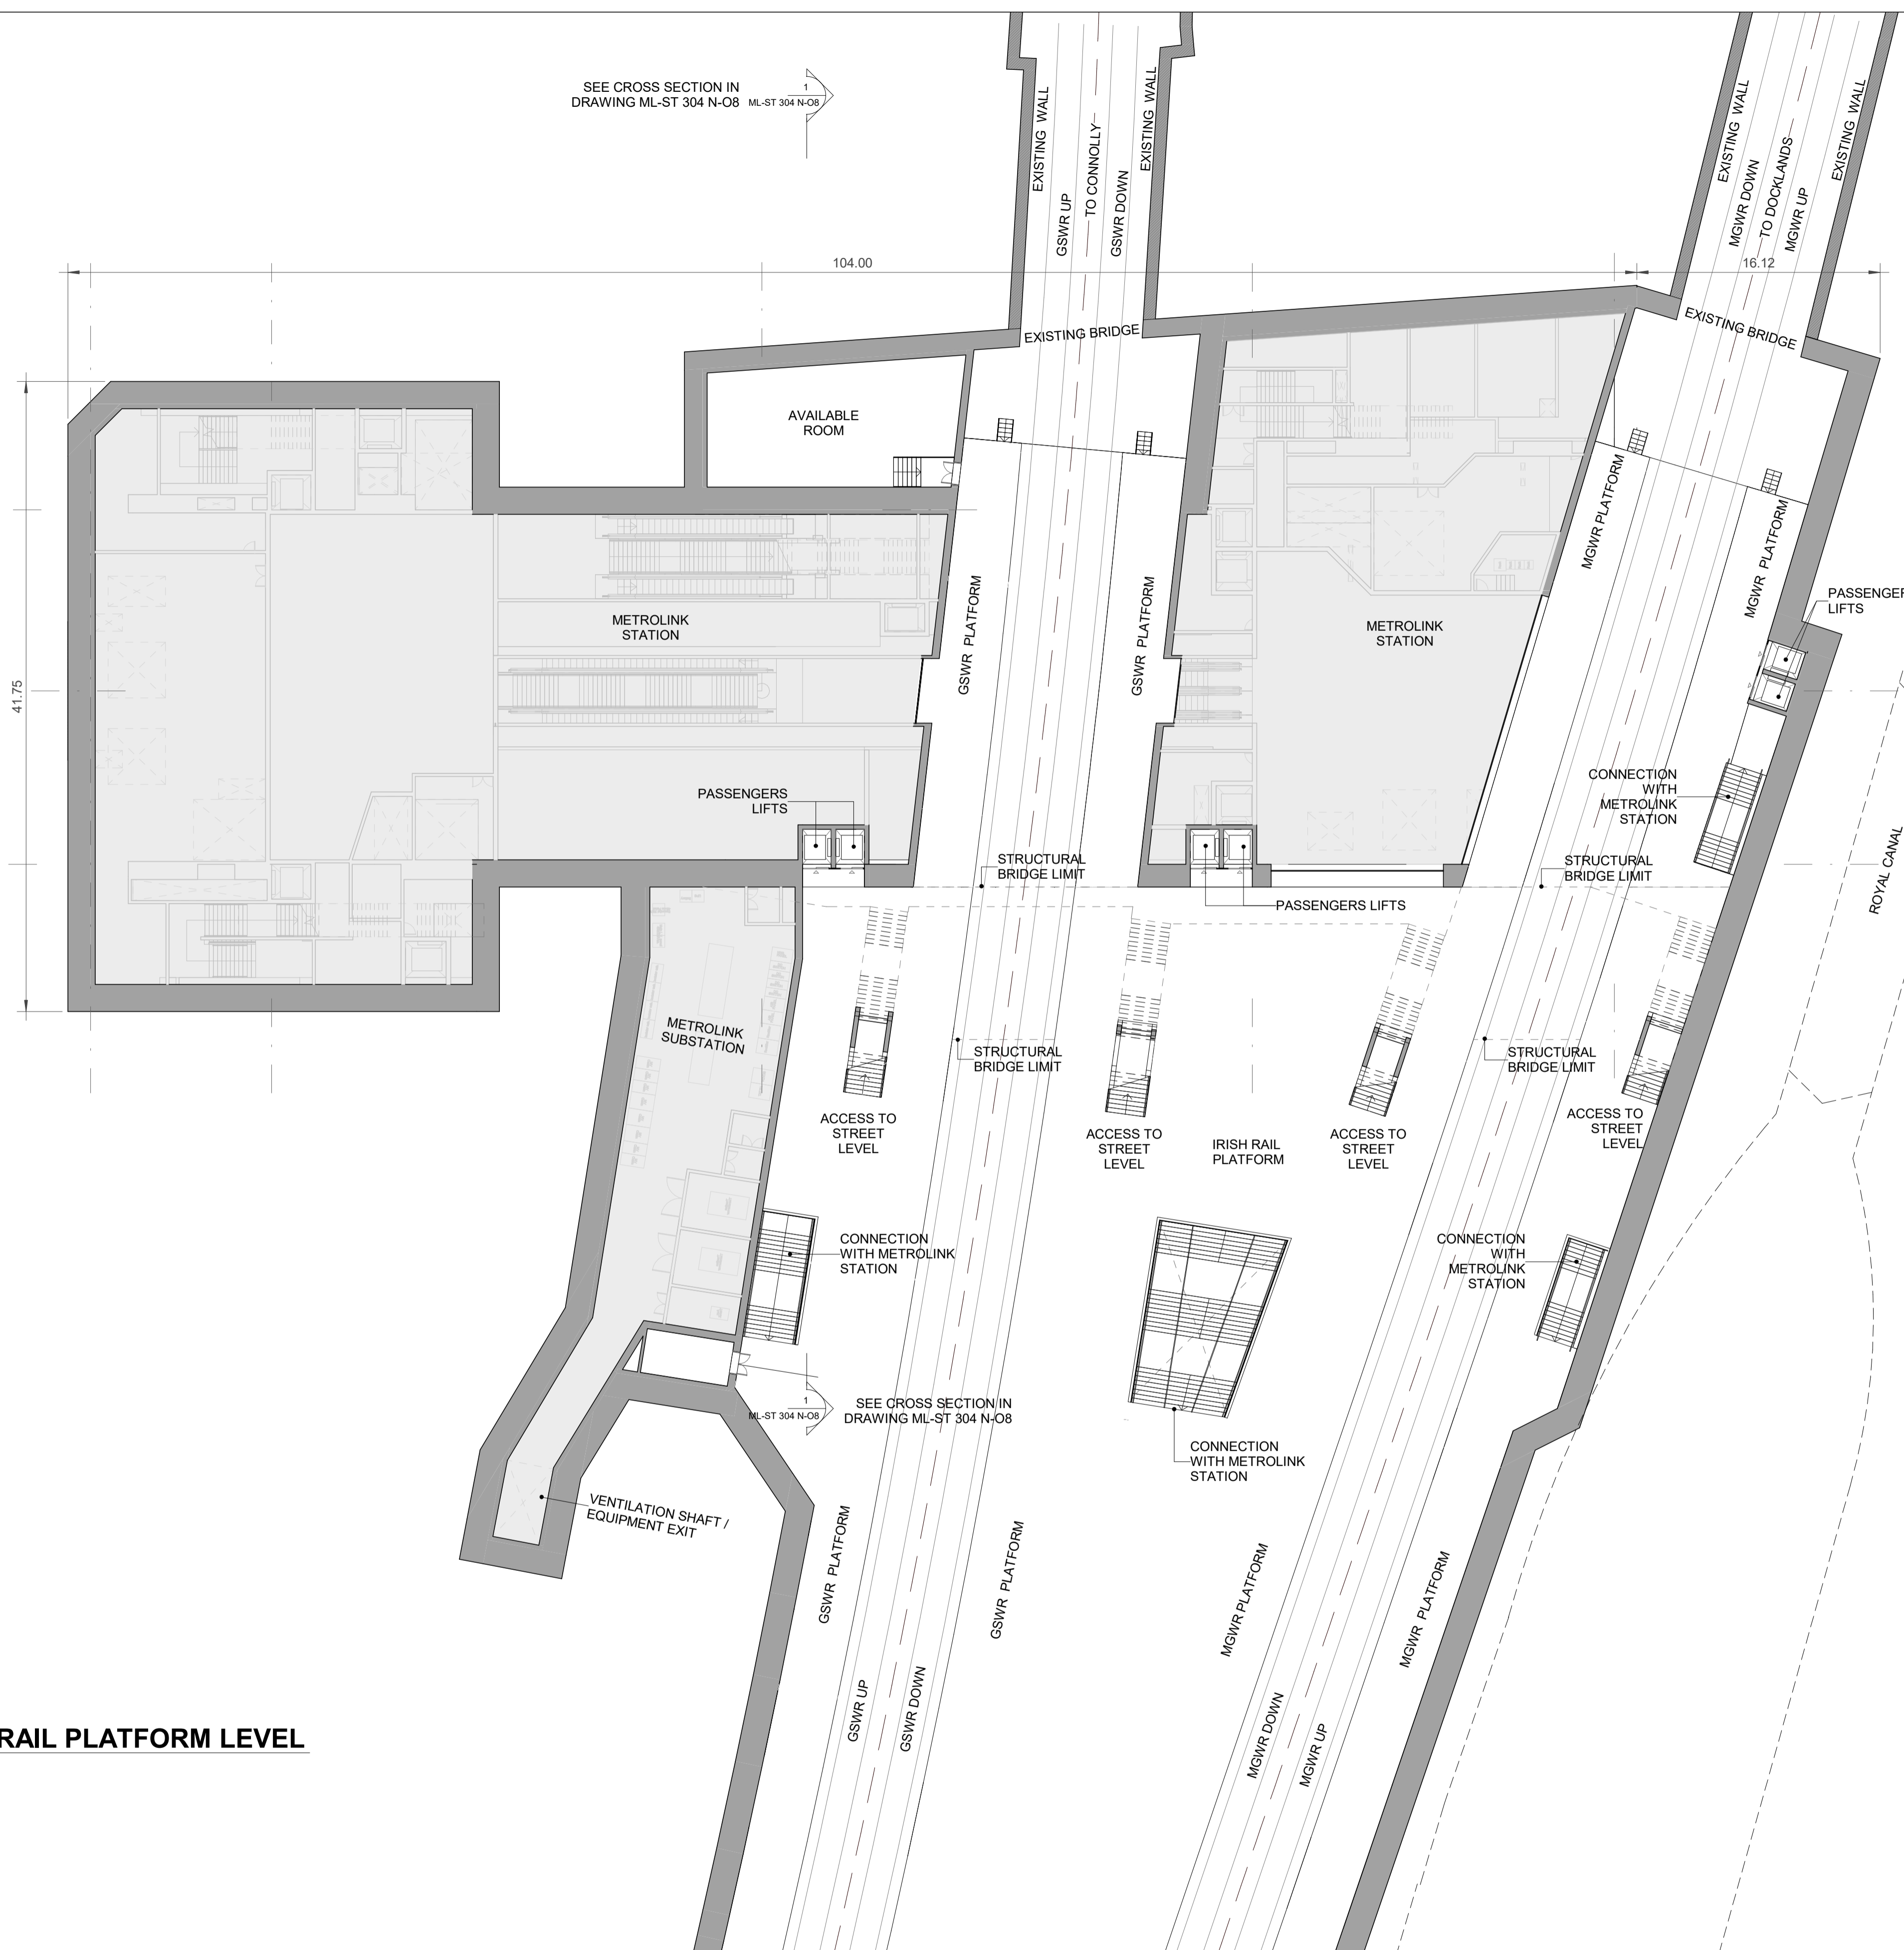 SEE CROSS SECTION IN
DRAWING ML-ST 304 N-O8
1
ML-ST 304 N-O8
EXISTING WALL
GSWR UP
TO CONNOLLY
GSWR DOWN
EXISTING WALL
EXISTING WALL
MGWR DOWN
TO DOCKLANDS
MGWR UP
EXISTING WALL
104.00
16.12
EXISTING BRIDGE
EXISTING BRIDGE
AVAILABLE
ROOM
MGWR PLATFORM
MGWR PLATFORM
GSWR PLATFORM
GSWR PLATFORM
METROLINK
STATION
METROLINK
STATION
PASSENGER
LIFTS
41.75
PASSENGERS
LIFTS
CONNECTION
WITH
METROLINK
STATION
ROYAL CANAL
STRUCTURAL
BRIDGE LIMIT
STRUCTURAL
BRIDGE LIMIT
PASSENGERS LIFTS
METROLINK
SUBSTATION
STRUCTURAL
BRIDGE LIMIT
STRUCTURAL
BRIDGE LIMIT
ACCESS TO
STREET
LEVEL
ACCESS TO
STREET
LEVEL
IRISH RAIL
PLATFORM
ACCESS TO
STREET
LEVEL
ACCESS TO
STREET
LEVEL
CONNECTION
WITH METROLINK
STATION
CONNECTION
WITH
METROLINK
STATION
1
ML-ST 304 N-O8
SEE CROSS SECTION IN
DRAWING ML-ST 304 N-O8
CONNECTION
WITH METROLINK
STATION
VENTILATION SHAFT /
EQUIPMENT EXIT
GSWR PLATFORM
GSWR PLATFORM
MGWR PLATFORM
MGWR PLATFORM
GSWR UP
GSWR DOWN
MGWR DOWN
MGWR UP
RAIL PLATFORM LEVEL